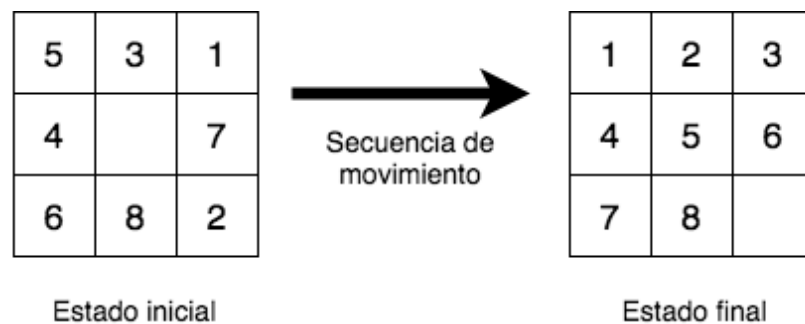 5 3 1
4 7
6 8 2
Secuencia de
movimiento
1 2 3
4 5 6
7 8
Estado inicial
Estado final